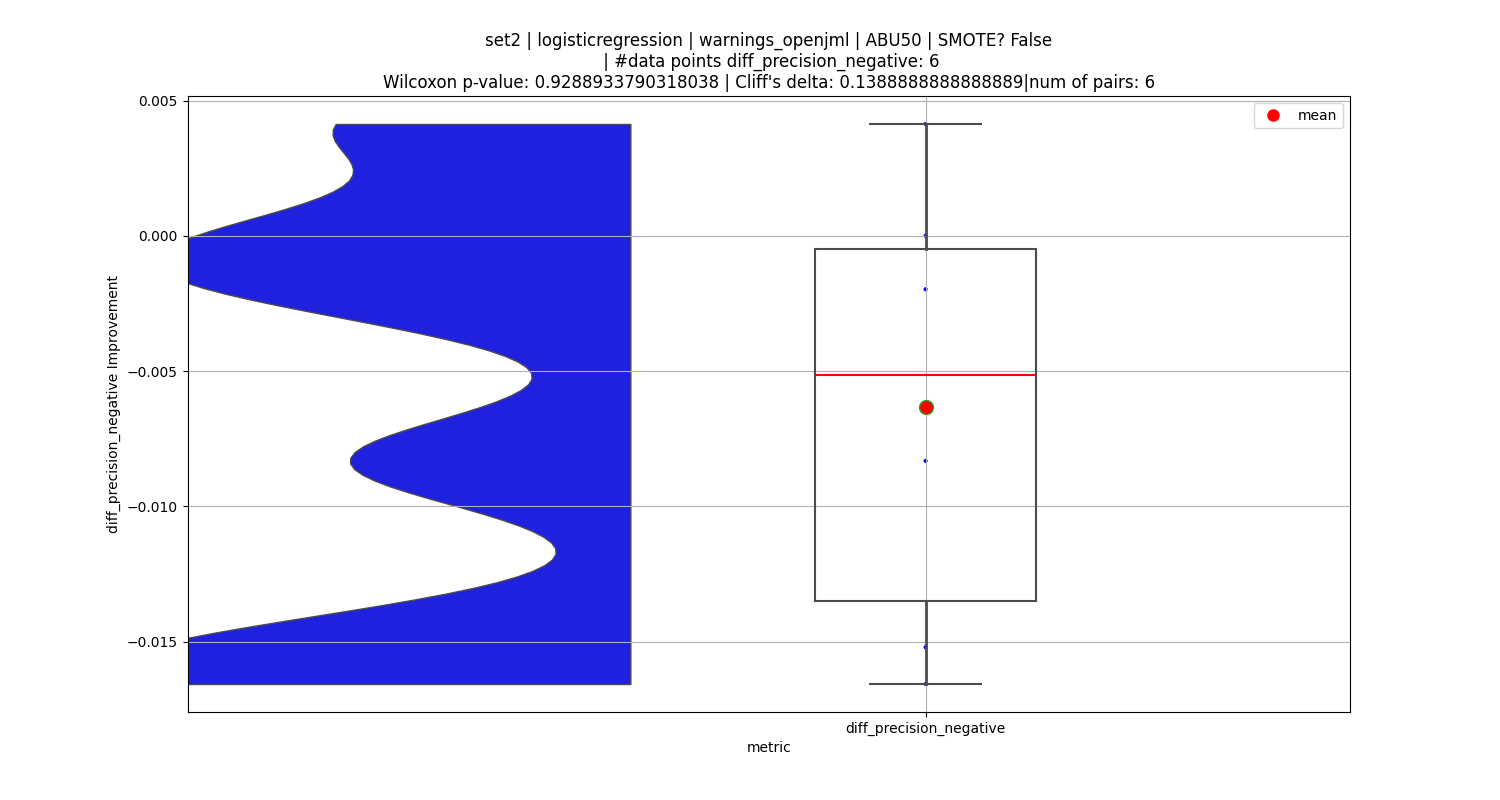 set2 | logisticregression | warnings_openjml | ABU50 | SMOTE? False
| #data points diff_precision_negative: 6
Wilcoxon p-value: 0.9288933790318038 | Cliff's delta: 0.1388888888888889|num of pairs: 6
mean
0.005
0.000
−0.005
−0.010
−0.015
diff_precision_negative Improvement
diff_precision_negative
metric